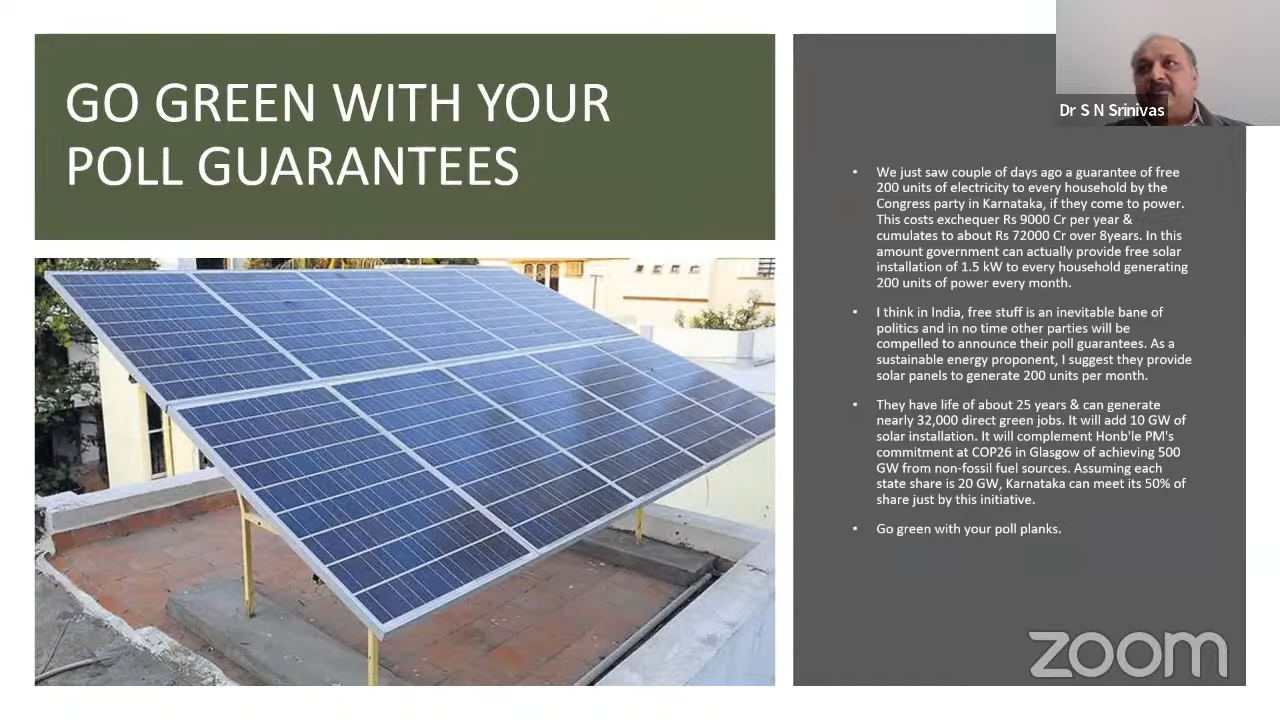 GO GREEN WITH YOUR
POLL GUARANTEES
Dr S N Srinivas
• We just saw couple of days ago a guarantee of free
200 units of electricity to every household by the
Congress party in Karnataka, if they come to power.
This costs exchequer Rs 9000 Cr per year &
cumulates to about Rs 72000 Cr over 8years. In this
amount government can actually provide free solar
installation of 1.5 kW to every household generating
200 units of power every month.
• I think in India, free stuff is an inevitable bane of
politics and in no time other parties will be
compelled to announce their poll guarantees. As a
sustainable energy proponent, I suggest they provide
solar panels to generate 200 units per month.
• They have life of about 25 years & can generate
nearly 32,000 direct green jobs. It will add 10 GW of
solar installation. It will complement Honb'le PM's
commitment at COP26 in Glasgow of achieving 500
GW from non-fossil fuel sources. Assuming each
state share is 20 GW, Karnataka can meet its 50% of
share just by this initiative.
• Go green with your poll planks.
zoom